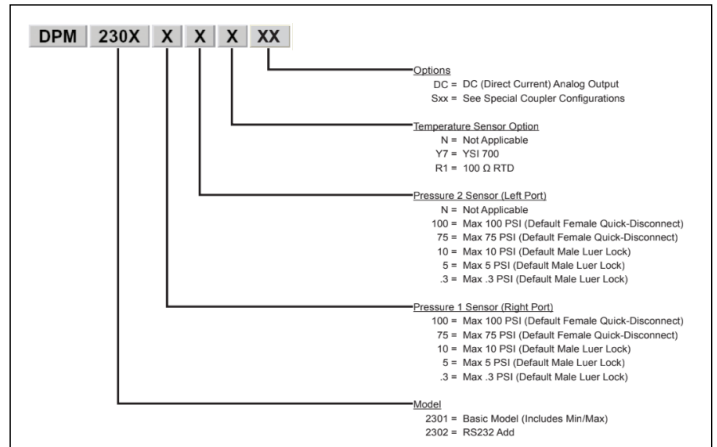 DPM 230X X X X XX
Options
DC = DC (Direct Current) Analog Output
Sxx = See Special Coupler Configurations
Temperature Sensor Option
N = Not Applicable
Y7 = YSI 700
R1 = 100 Ω RTD
Pressure 2 Sensor (Left Port)
N = Not Applicable
100 = Max 100 PSI (Default Female Quick-Disconnect)
75 = Max 75 PSI (Default Female Quick-Disconnect)
10 = Max 10 PSI (Default Male Luer Lock)
5 = Max 5 PSI (Default Male Luer Lock)
.3 = Max .3 PSI (Default Male Luer Lock)
Pressure 1 Sensor (Right Port)
100 = Max 100 PSI (Default Female Quick-Disconnect)
75 = Max 75 PSI (Default Female Quick-Disconnect)
10 = Max 10 PSI (Default Male Luer Lock)
5 = Max 5 PSI (Default Male Luer Lock)
.3 = Max .3 PSI (Default Male Luer Lock)
Model
2301 = Basic Model (Includes Min/Max)
2302 = RS232 Add